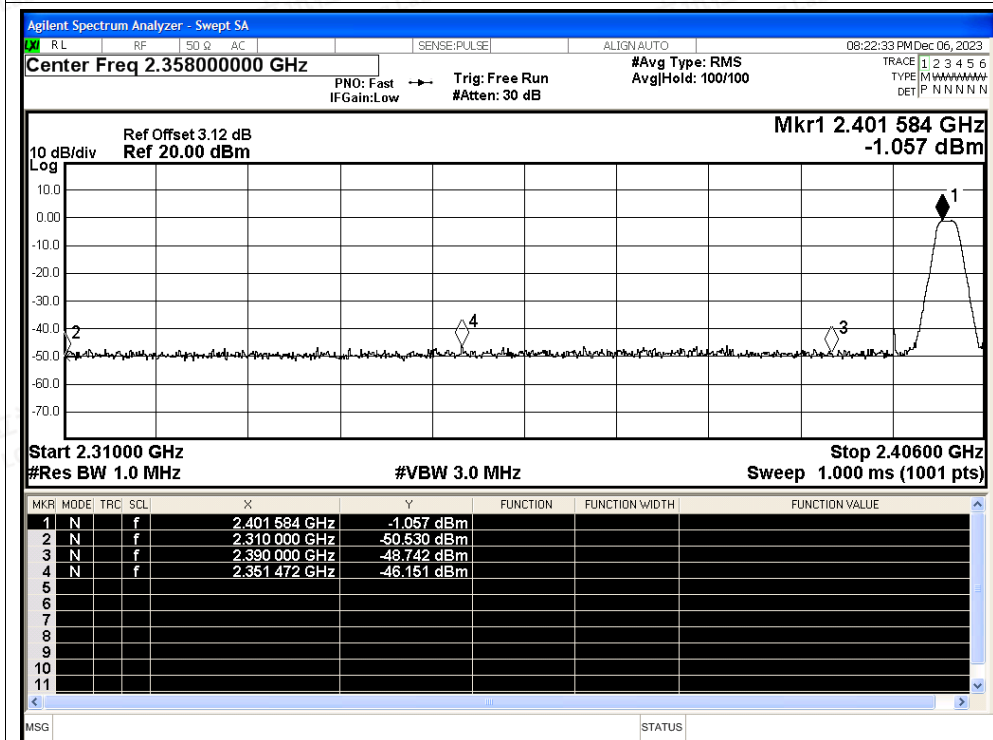 Agilent Spectrum Analyzer - Swept SA
LXI RL RF 50 Ω AC SENSE:PULSE ALIGN AUTO 08:22:33 PM Dec 06, 2023
Center Freq 2.358000000 GHz #Avg Type: RMS TRACE 1 2 3 4 5 6
PNO: Fast Trig: Free Run Avg|Hold: 100/100 TYPE M
IFGain:Low #Atten: 30 dB DET P N N N N N
Ref Offset 3.12 dB Mkr1 2.401 584 GHz
10 dB/div Ref 20.00 dBm -1.057 dBm
Log
10.0
1
0.00
-10.0
-20.0
-30.0
-40.0 2 4 3
-50.0
-60.0
-70.0
Start 2.31000 GHz Stop 2.40600 GHz
#Res BW 1.0 MHz #VBW 3.0 MHz Sweep 1.000 ms (1001 pts)
MKR MODE TRC SCL X Y FUNCTION FUNCTION WIDTH FUNCTION VALUE
1 N f 2.401 584 GHz -1.057 dBm
2 N f 2.310 000 GHz -50.530 dBm
3 N f 2.390 000 GHz -48.742 dBm
4 N f 2.351 472 GHz -46.151 dBm
5
6
7
8
9
10
11
MSG STATUS